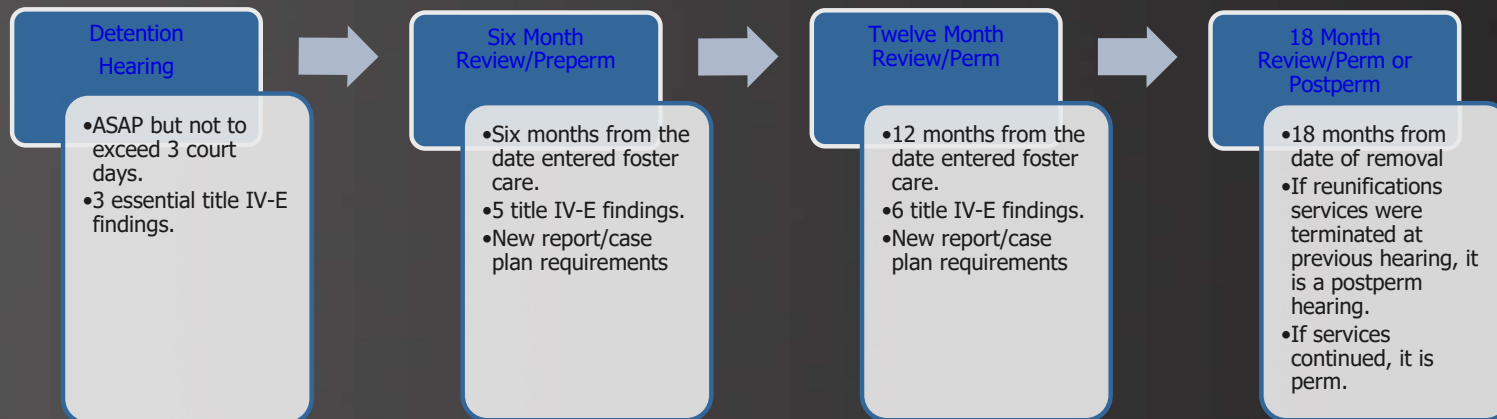 Detention
Hearing
•ASAP but not to
exceed 3 court
days.
•3 essential title IV-E
findings.
Six Month
Review/Preperm
•Six months from the
date entered foster
care.
•5 title IV-E findings.
•New report/case
plan requirements
Twelve Month
Review/Perm
•12 months from the
date entered foster
care.
•6 title IV-E findings.
•New report/case
plan requirements
18 Month
Review/Perm or
Postperm
•18 months from
date of removal
•If reunifications
services were
terminated at
previous hearing, it
is a postperm
hearing.
•If services
continued, it is
perm.